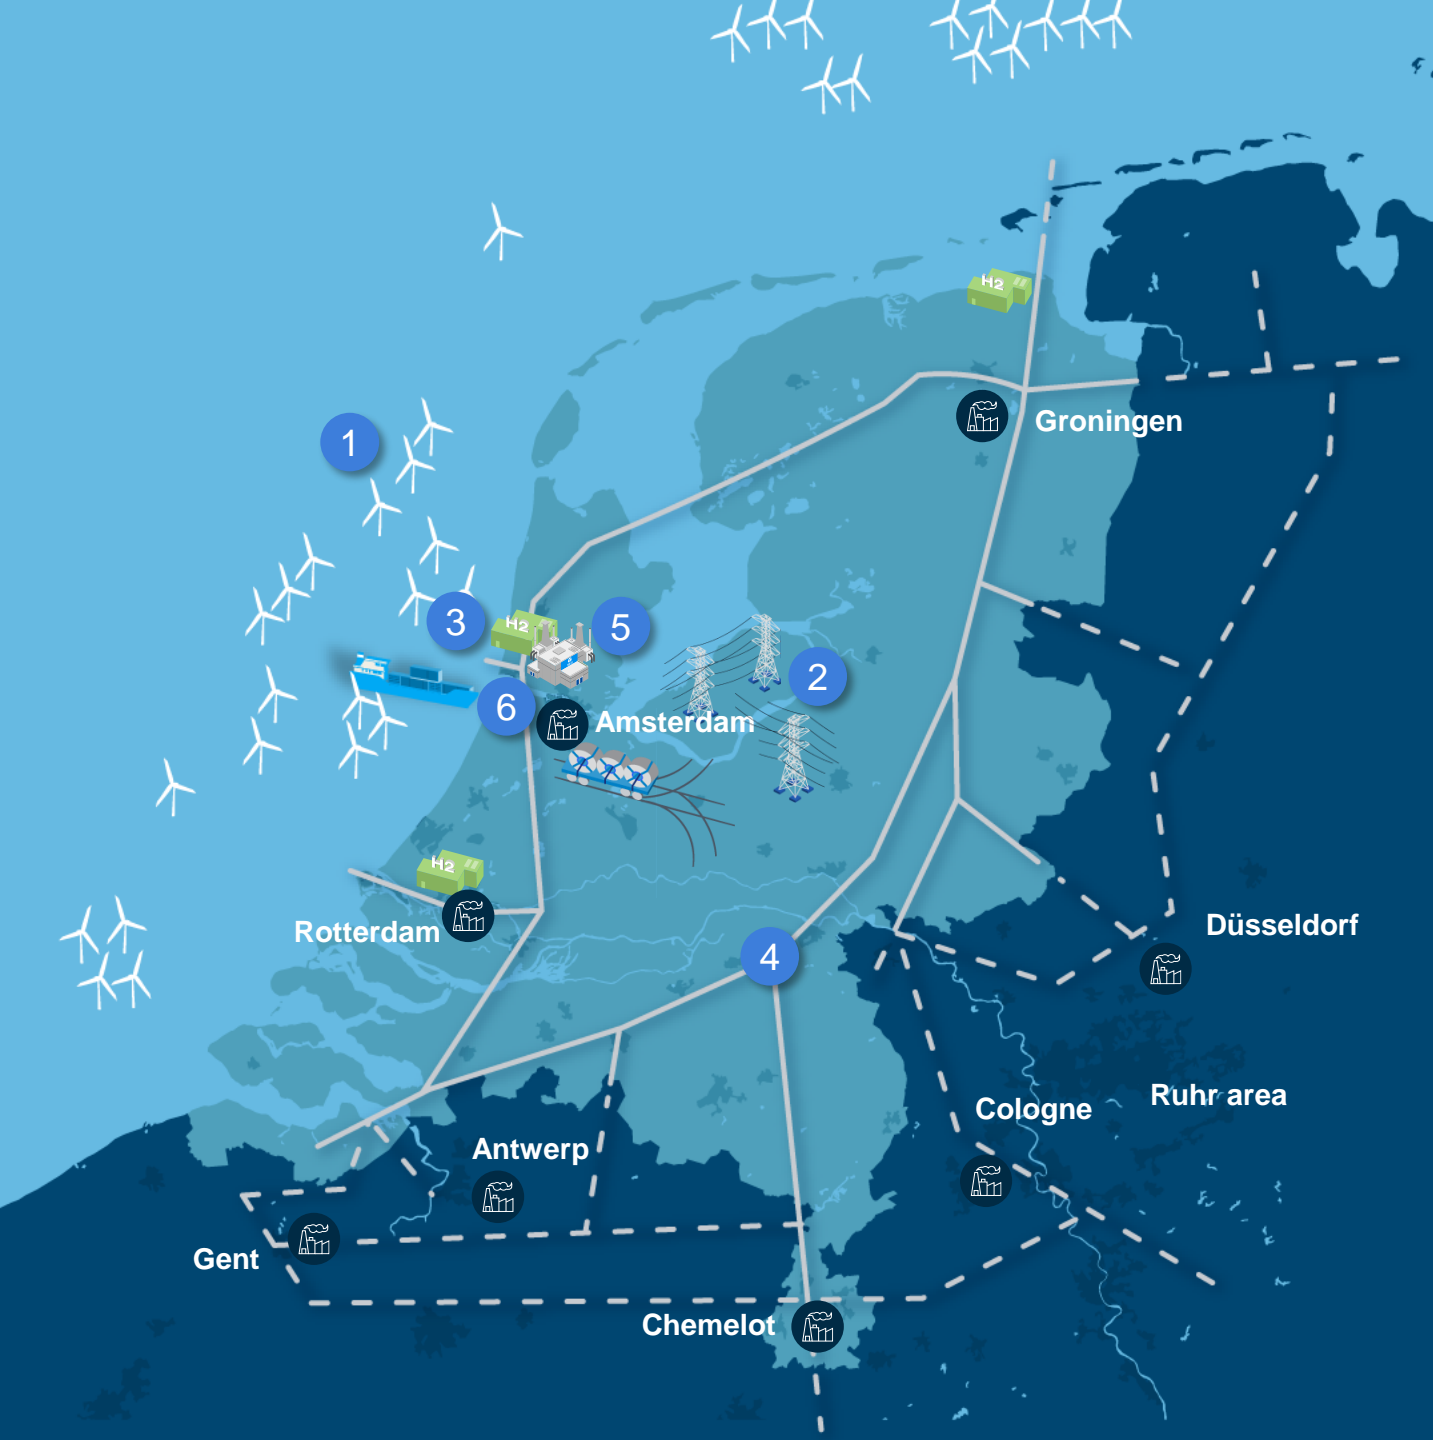 H2
Groningen
1
3
H2
5
2
6
Amsterdam
H2
Rotterdam
4
Düsseldorf
Ruhr area
Cologne
Antwerp
Gent
Chemelot